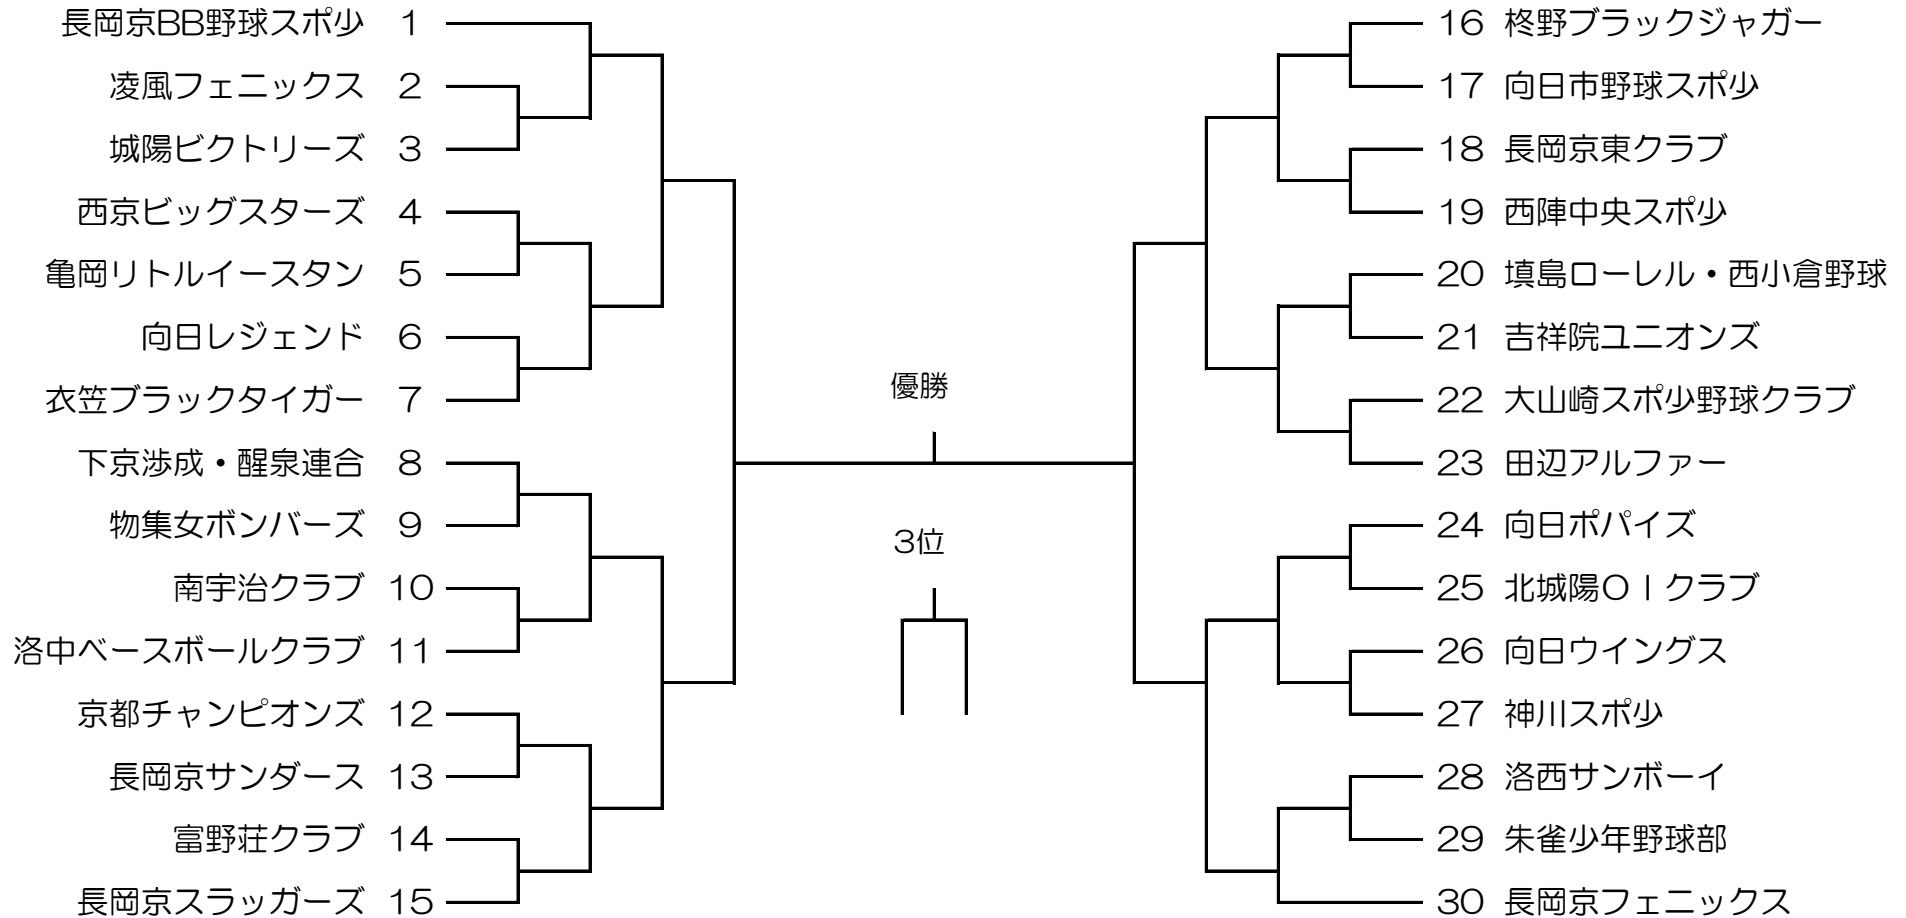 長岡京BB野球スポ少 1
凌風フェニックス 2
城陽ビクトリーズ 3
西京ビッグスターズ 4
亀岡リトルイースタン 5
向日レジェンド 6
衣笠ブラックタイガー 7
下京渉成・醒泉連合 8
物集女ボンバーズ 9
南宇治クラブ 10
洛中ベースボールクラブ 11
京都チャンピオンズ 12
長岡京サンダース 13
富野荘クラブ 14
長岡京スラッガーズ 15
優勝
3位
16 柊野ブラックジャガー
17 向日市野球スポ少
18 長岡京東クラブ
19 西陣中央スポ少
20 填島ローレル・西小倉野球
21 吉祥院ユニオンズ
22 大山崎スポ少野球クラブ
23 田辺アルファー
24 向日ポパイズ
25 北城陽OIクラブ
26 向日ウイングス
27 神川スポ少
28 洛西サンボーイ
29 朱雀少年野球部
30 長岡京フェニックス